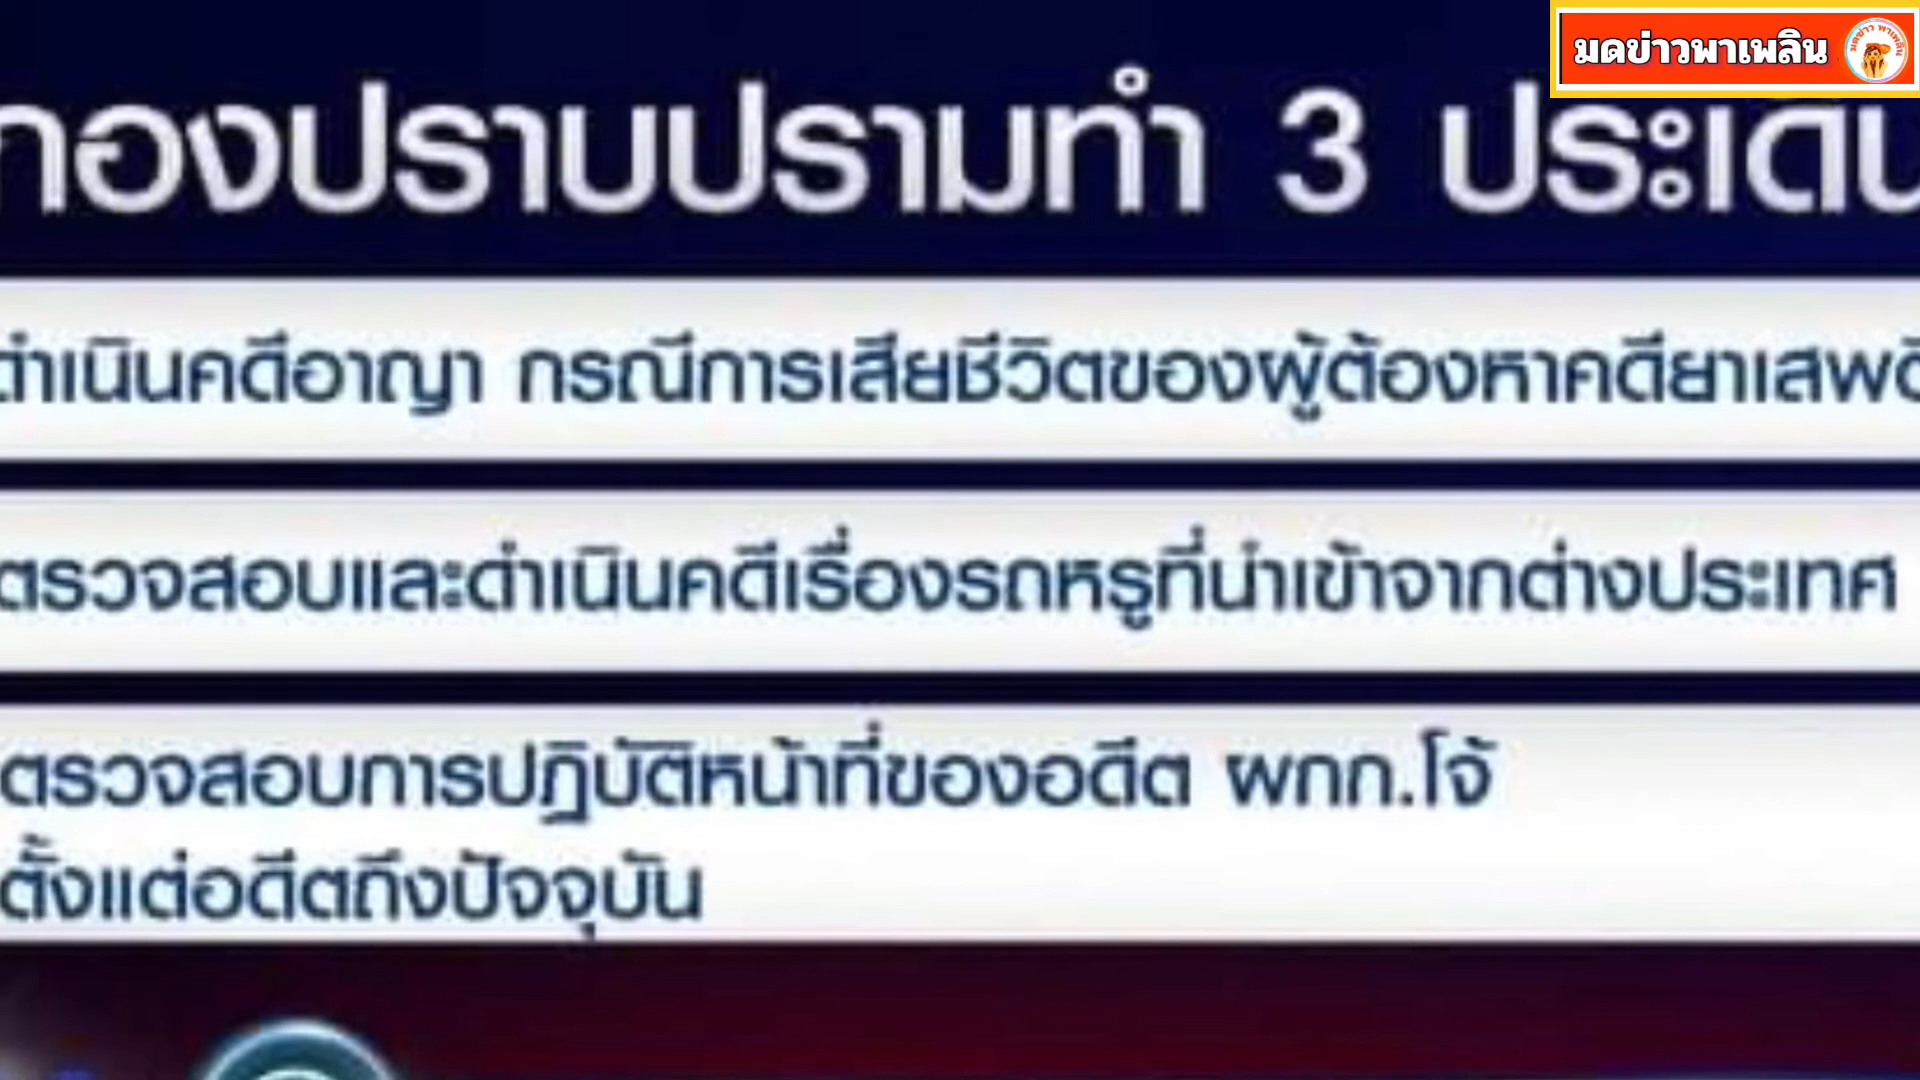 มดข่าวพาเพลิน
กองปราบปรามทำ 3 ประเด็น
ดำเนินคดีอาญา กรณีการเสียชีวิตของผู้ต้องหาคดียาเสพติด
ตรวจสอบและดำเนินคดีเรื่องรถหรูที่นำเข้าจากต่างประเทศ
ตรวจสอบการปฏิบัติหน้าที่ของอดีต ผกก.โจ้
ตั้งแต่อดีตถึงปัจจุบัน